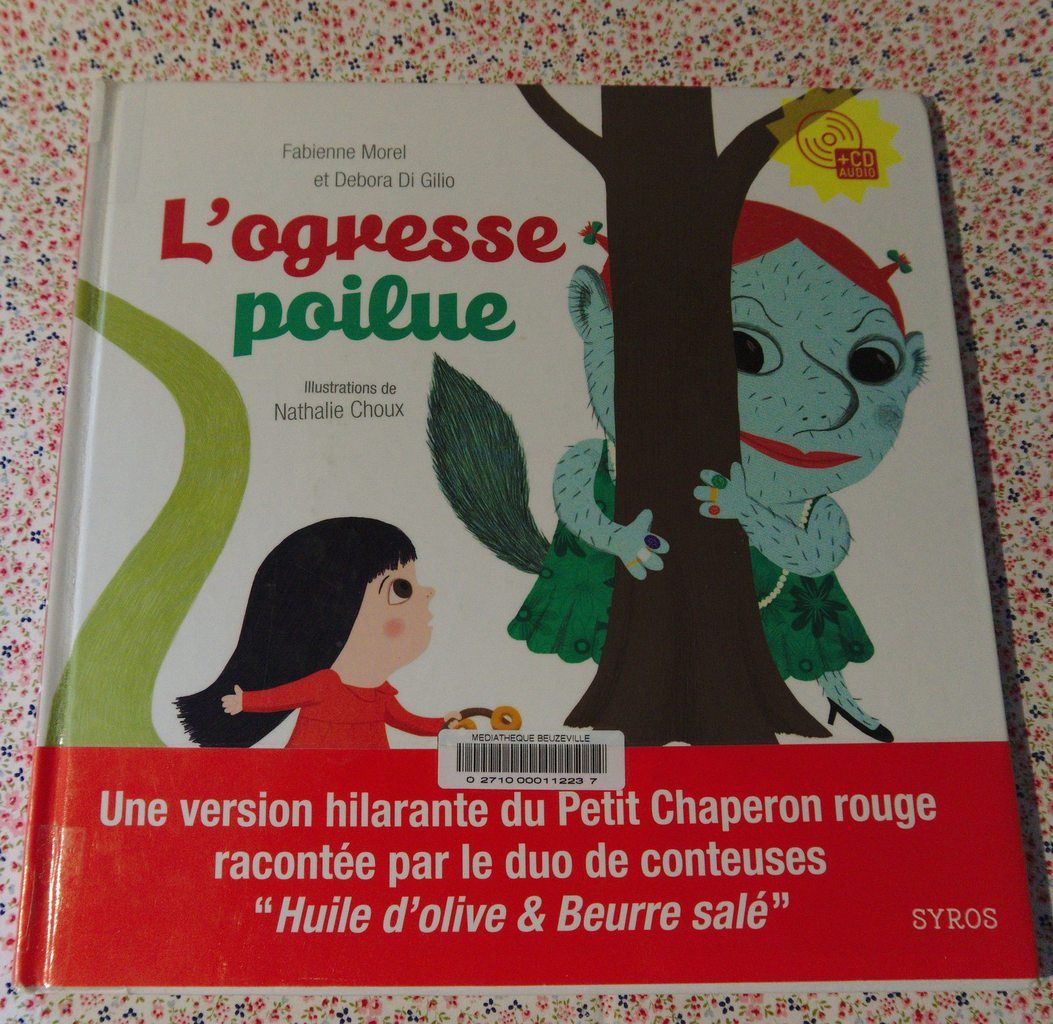 Fabienne Morel
et Debora Di Gilio
L'ogresse
poilue
Illustrations de
Nathalie Choux
+CD
AUDIO
MEDIATHEQUE BEUZEVILLE
0 2710 00011223 7
Une version hilarante du Petit Chaperon rouge
racontée par le duo de conteuses
“Huile d'olive & Beurre salé”
SYROS